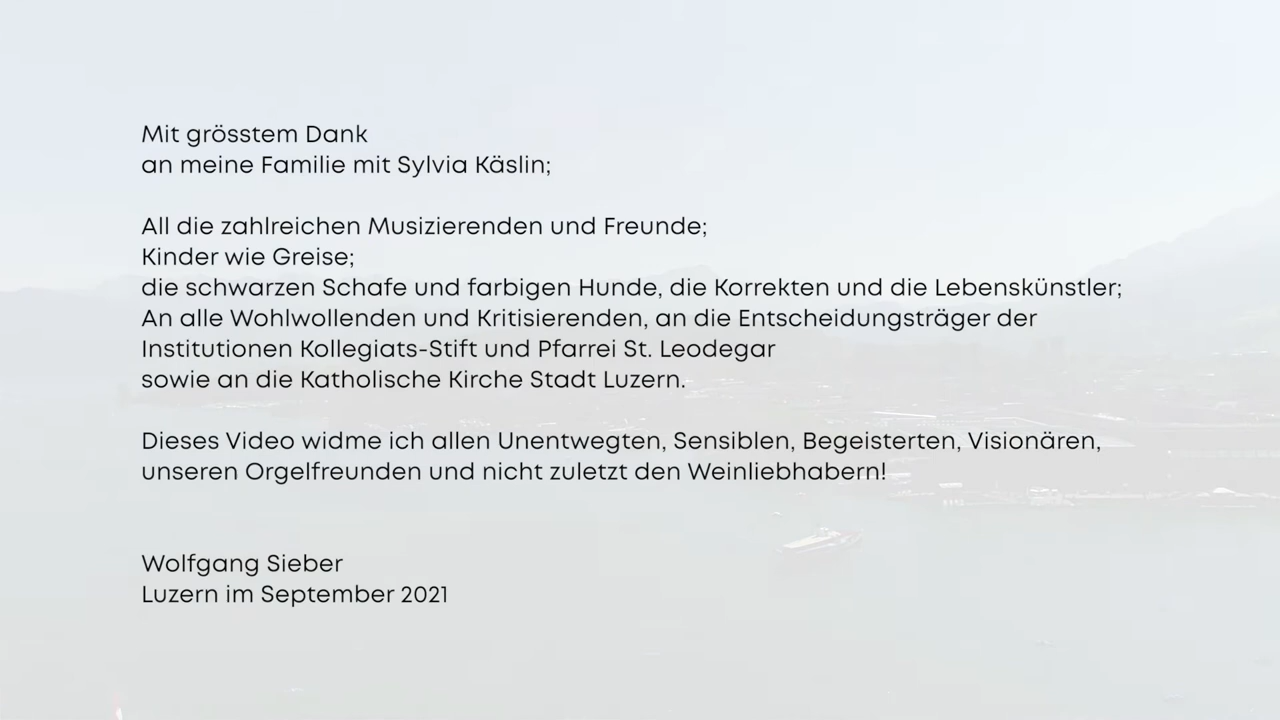 Mit grösstem Dank
an meine Familie mit Sylvia Käslin;
All die zahlreichen Musizierenden und Freunde;
Kinder wie Greise;
die schwarzen Schafe und farbigen Hunde, die Korrekten und die Lebenskünstler;
An alle Wohlwollenden und Kritisierenden, an die Entscheidungsträger der
Institutionen Kollegiats-Stift und Pfarrei St. Leodegar
sowie an die Katholische Kirche Stadt Luzern.
Dieses Video widme ich allen Unentwegten, Sensiblen, Begeisterten, Visionären,
unseren Orgelfreunden und nicht zuletzt den Weinliebhabern!
Wolfgang Sieber
Luzern im September 2021